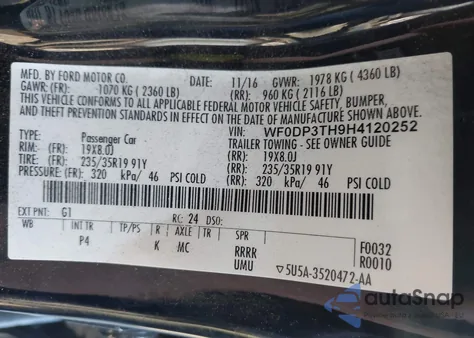 MFD. BY FORD MOTOR CO. 11/16 GVWR: 1978 KG ( 4360 LB)
GAWR: (FR): 1070 KG ( 2360 LB) (RR): 960 KG ( 2116 LB)
THIS VEHICLE CONFORMS TO ALL APPLICABLE FEDERAL MOTOR VEHICLE SAFETY, BUMPER,
AND THEFT PREVENTION STANDARDS IN EFFECT ON THE DATE OF MANUFACTURE SHOWN ABOVE.
VIN: WF0DP3TH9H4120252
Passenger Car TRAILER TOWING - SEE OWNER GUIDE
RIM: (FR): 19X8.0J (RR): 19X8.0J
TIRE: (FR): 235/35R19 91Y (RR): 235/35R19 91Y
PRESSURE: (FR): 320 kPa/ 46 PSI COLD (RR): 320 kPa/ 46 PSI COLD
EXT PNT: G1 RC: 24 DSO:
WB INT TR TP/PS R AXLE TR SPR
P4 K MC RRRR F0032
UMU R0010
5U5A-3520472-AA
autoSnap